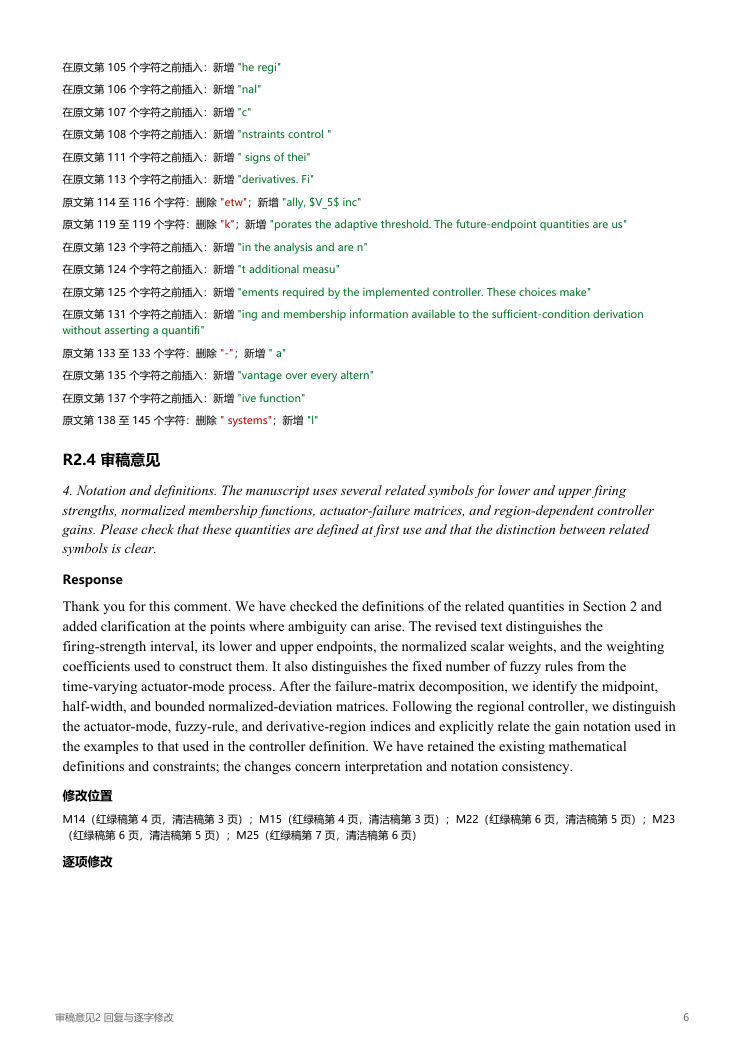 在原文第 105 个字符之前插入：新增 "he regi"
在原文第 106 个字符之前插入：新增 "nal"
在原文第 107 个字符之前插入：新增 "c"
在原文第 108 个字符之前插入：新增 "nstraints control "
在原文第 111 个字符之前插入：新增 " signs of thei"
在原文第 113 个字符之前插入：新增 "derivatives. Fi"
原文第 114 至 116 个字符：删除 "etw"；新增 "ally, $V_5$ inc"
原文第 119 至 119 个字符：删除 "k"；新增 "porates the adaptive threshold. The future-endpoint quantities are us"
在原文第 123 个字符之前插入：新增 "in the analysis and are n"
在原文第 124 个字符之前插入：新增 "t additional measu"
在原文第 125 个字符之前插入：新增 "ements required by the implemented controller. These choices make"
在原文第 131 个字符之前插入：新增 "ing and membership information available to the sufficient-condition derivation
without asserting a quantifi"
原文第 133 至 133 个字符：删除 "-"；新增 " a"
在原文第 135 个字符之前插入：新增 "vantage over every altern"
在原文第 137 个字符之前插入：新增 "ive function"
原文第 138 至 145 个字符：删除 " systems"；新增 "l"
R2.4 审稿意见
4. Notation and definitions. The manuscript uses several related symbols for lower and upper firing
strengths, normalized membership functions, actuator-failure matrices, and region-dependent controller
gains. Please check that these quantities are defined at first use and that the distinction between related
symbols is clear.
Response
Thank you for this comment. We have checked the definitions of the related quantities in Section 2 and
added clarification at the points where ambiguity can arise. The revised text distinguishes the
firing-strength interval, its lower and upper endpoints, the normalized scalar weights, and the weighting
coefficients used to construct them. It also distinguishes the fixed number of fuzzy rules from the
time-varying actuator-mode process. After the failure-matrix decomposition, we identify the midpoint,
half-width, and bounded normalized-deviation matrices. Following the regional controller, we distinguish
the actuator-mode, fuzzy-rule, and derivative-region indices and explicitly relate the gain notation used in
the examples to that used in the controller definition. We have retained the existing mathematical
definitions and constraints; the changes concern interpretation and notation consistency.
修改位置
M14（红绿稿第 4 页，清洁稿第 3 页）；M15（红绿稿第 4 页，清洁稿第 3 页）；M22（红绿稿第 6 页，清洁稿第 5 页）；M23
（红绿稿第 6 页，清洁稿第 5 页）；M25（红绿稿第 7 页，清洁稿第 6 页）
逐项修改
审稿意见2 回复与逐字修改
6